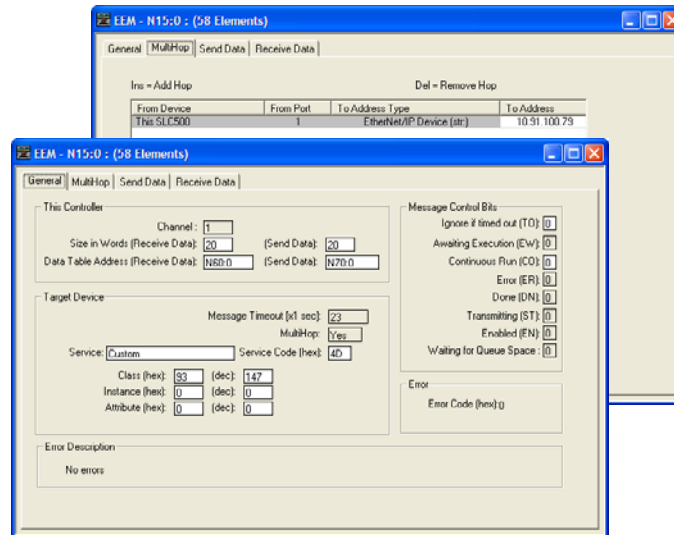 EEM - N15:0 : (58 Elements)
General MultiHop Send Data Receive Data
Ins = Add Hop Del = Remove Hop
From Device From Port To Address Type To Address
This SLC500 1 EtherNet/IP Device (str:) 10.91.100.79
EEM - N15:0 : (58 Elements)
General MultiHop Send Data Receive Data
This Controller
Channel : 1
Size in Words (Receive Data): 20 (Send Data): 20
Data Table Address (Receive Data): N60:0 (Send Data): N70:0
Target Device
Message Timeout [x1 sec]: 23
MultiHop: Yes
Service: Custom Service Code (hex): 4D
Class (hex): 93 (dec): 147
Instance (hex): 0 (dec): 0
Attribute (hex): 0 (dec): 0
Message Control Bits
Ignore if timed out (TO): 0
Awaiting Execution (EW): 0
Continuous Run (CO): 0
Error (ER): 0
Done (DN): 0
Transmitting (ST): 0
Enabled (EN): 0
Waiting for Queue Space : 0
Error
Error Code (hex):0
Error Description
No errors